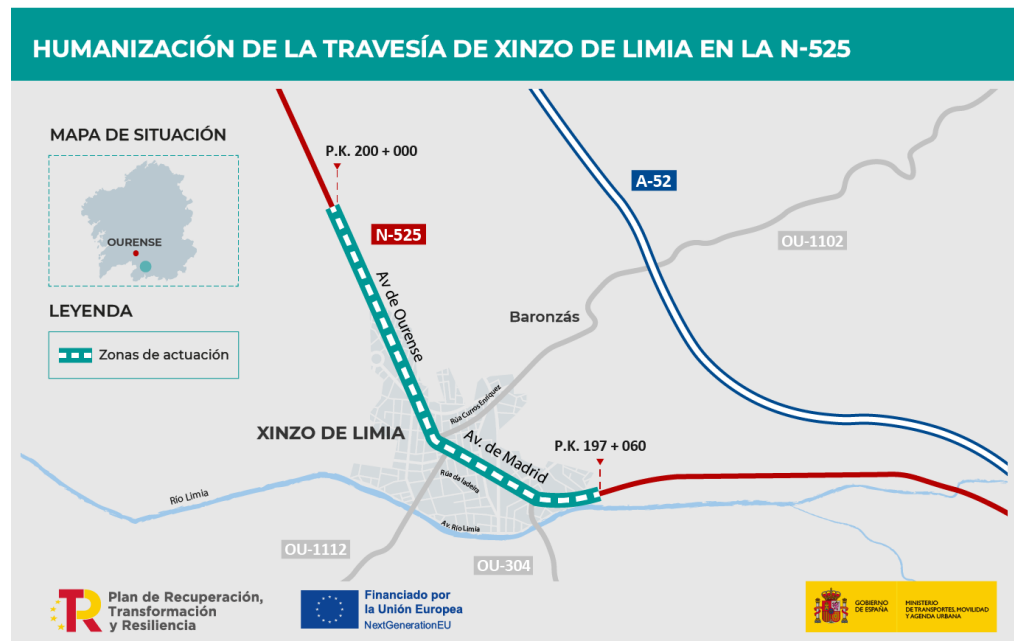 HUMANIZACIÓN DE LA TRAVESÍA DE XINZO DE LIMIA EN LA N-525
MAPA DE SITUACIÓN
OURENSE
LEYENDA
Zonas de actuación
P.K. 200 + 000
N-525
A-52
OU-1102
Av de Ourense
Baronzás
Rúa Curros Enríquez
XINZO DE LIMIA
Av. de Madrid
P.K. 197 + 060
Rúa da ladeira
Río Limia
Av. Río Limia
OU-1112
OU-304
Plan de Recuperación,
Transformación
y Resiliencia
Financiado por
la Unión Europea
NextGenerationEU
GOBIERNO
DE ESPAÑA
MINISTERIO
DE TRANSPORTES, MOVILIDAD
Y AGENDA URBANA